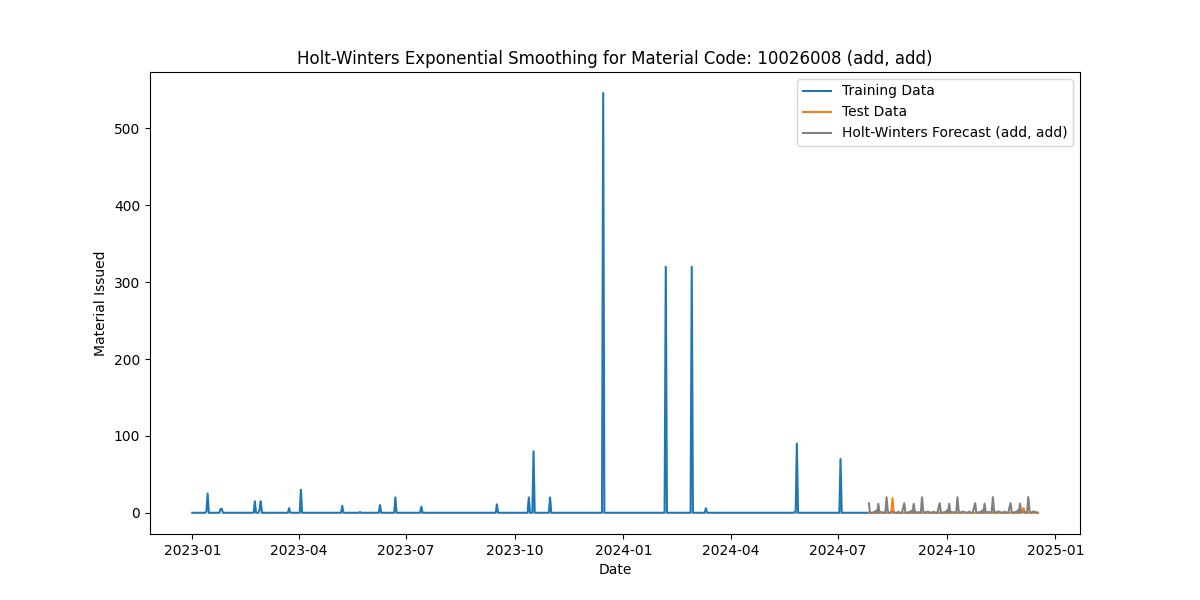 Holt-Winters Exponential Smoothing for Material Code: 10026008 (add, add)
Training Data
Test Data
Holt-Winters Forecast (add, add)
Material Issued
500
400
300
200
100
0
2023-01
2023-04
2023-07
2023-10
2024-01
2024-04
2024-07
2024-10
2025-01
Date